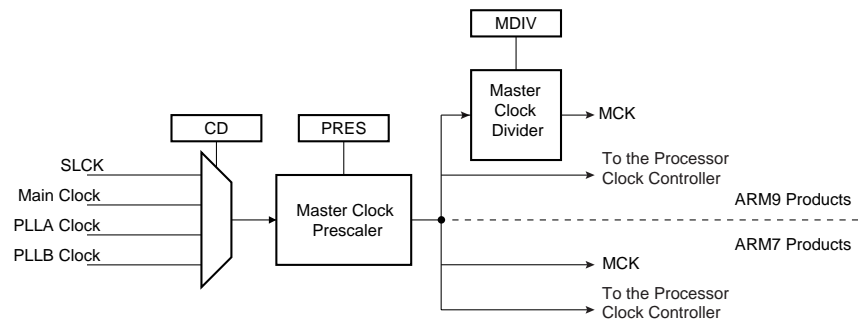 MDIV
Master
Clock
Divider
MCK
CD
PRES
SLCK
Main Clock
PLLA Clock
PLLB Clock
Master Clock
Prescaler
To the Processor
Clock Controller
ARM9 Products
ARM7 Products
MCK
To the Processor
Clock Controller